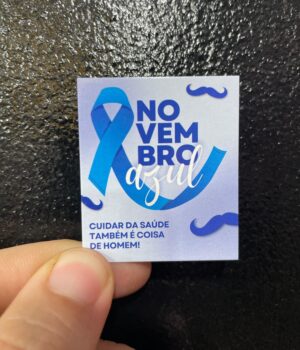 NO
VEM
BRO
azul
CUIDAR DA SAÚDE
TAMBÉM É COISA
DE HOMEM!